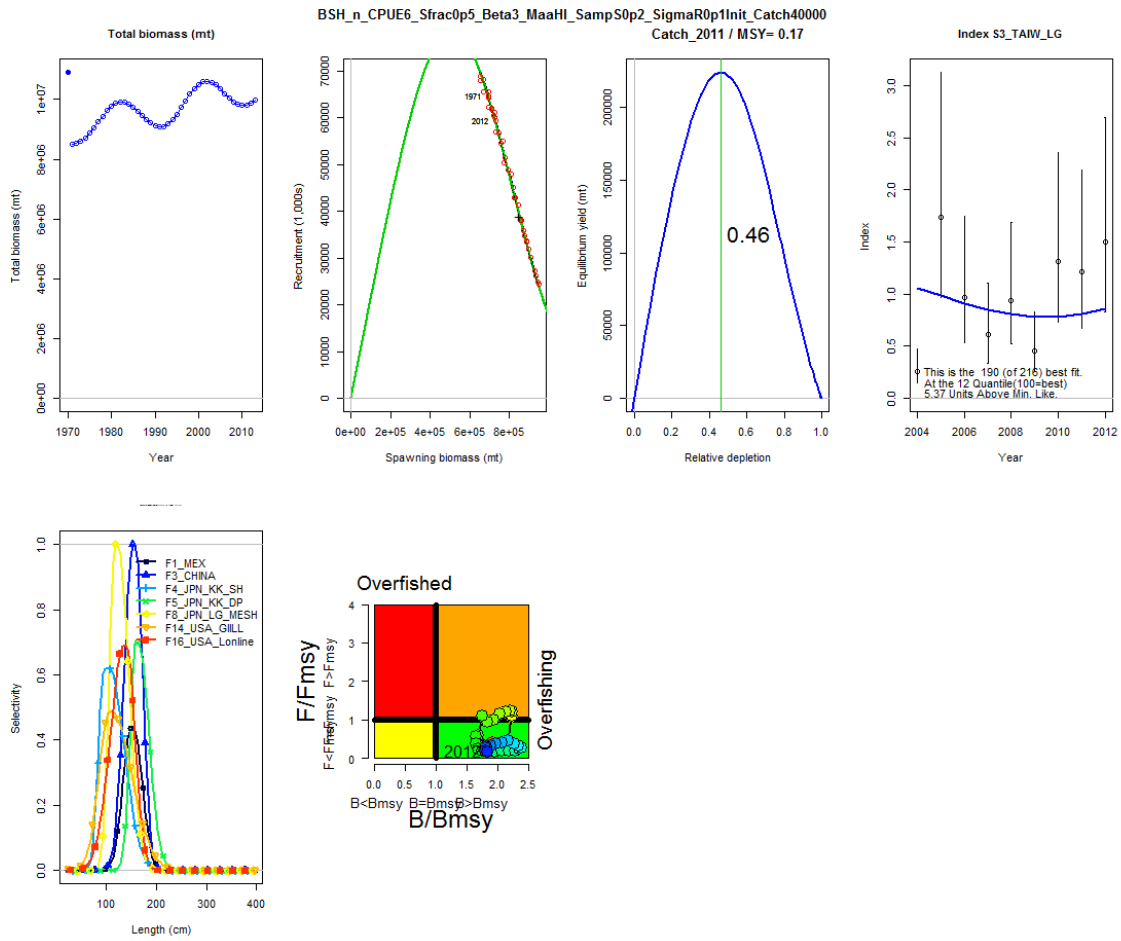 BSH_n_CPUE6_Sfrac0p5_Beta3_MaaHI_SampS0p2_SigmaR0p1Init_Catch40000
Total biomass (mt)
Catch_2011 / MSY= 0.17
Index S3_TAIW_LG
Total biomass (mt)
0e+00
2e+06
4e+06
6e+06
8e+06
1e+07
1970
1980
1990
2000
2010
Year
Recruitment (1,000s)
0
10000
20000
30000
40000
50000
60000
70000
1971
2012
0e+00
2e+05
4e+05
6e+05
8e+05
Spawning biomass (mt)
Equilibrium yield (mt)
0
50000
100000
150000
200000
0.46
0.0
0.2
0.4
0.6
0.8
1.0
Relative depletion
Index
0.0
0.5
1.0
1.5
2.0
2.5
3.0
This is the 190 (of 216) best fit.
At the 12 Quantile(100=best)
5.37 Units Above Min. Like.
2004
2006
2008
2010
2012
Year
Selectivity
0.0
0.2
0.4
0.6
0.8
1.0
F1_MEX
F3_CHINA
F4_JPN_KK_SH
F5_JPN_KK_DP
F8_JPN_LG_MESH
F14_USA_GIILL
F16_USA_Lonline
100
200
300
400
Length (cm)
Overfished
F/Fmsy
F<Fmsy
F>Fmsy
0
1
2
3
4
2012
Overfishing
0.0
0.5
1.0
1.5
2.0
2.5
B<Bmsy
B=Bmsy
B>Bmsy
B/Bmsy